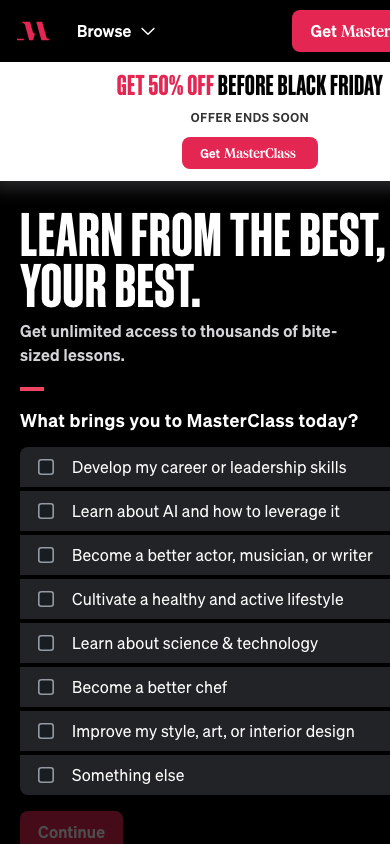 Browse
Get Master
GET 50% OFF BEFORE BLACK FRIDAY
OFFER ENDS SOON
Get MasterClass
LEARN FROM THE BEST,
YOUR BEST.
Get unlimited access to thousands of bite-
sized lessons.
What brings you to MasterClass today?
Develop my career or leadership skills
Learn about AI and how to leverage it
Become a better actor, musician, or writer
Cultivate a healthy and active lifestyle
Learn about science & technology
Become a better chef
Improve my style, art, or interior design
Something else
Continue